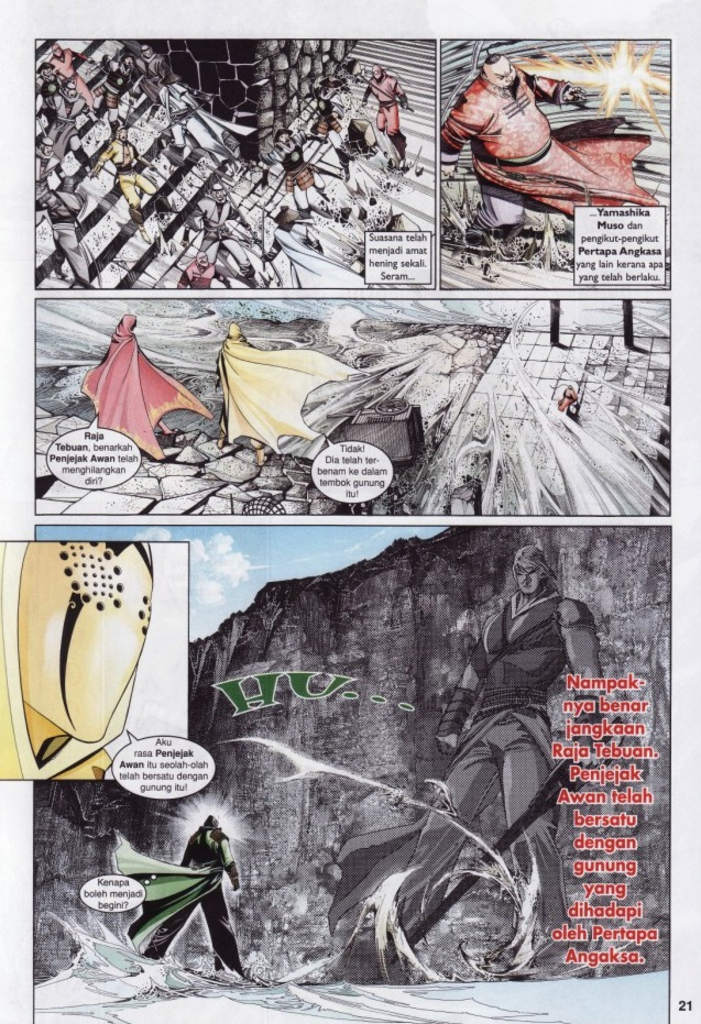 Suasana telah
menjadi amat
hening sekali.
Seram...
...Yamashika
Muso dan
pengikut-pengikut
Pertapa Angkasa
yang lain kerana apa
yang telah berlaku.
Raja
Tebuan, benarkah
Penjejak Awan telah
menghilangkan
diri?
Tidak!
Dia telah ter-
benam ke dalam
tembok gunung
itu!
Aku
rasa Penjejak
Awan itu seolah-olah
telah bersatu dengan
gunung itu!
HU...
Kenapa
boleh menjadi
begini?
Nampak-
nya benar
jangkaan
Raja Tebuan.
Penjejak
Awan telah
bersatu
dengan
gunung
yang
dihadapi
oleh Pertapa
Angaksa.
21